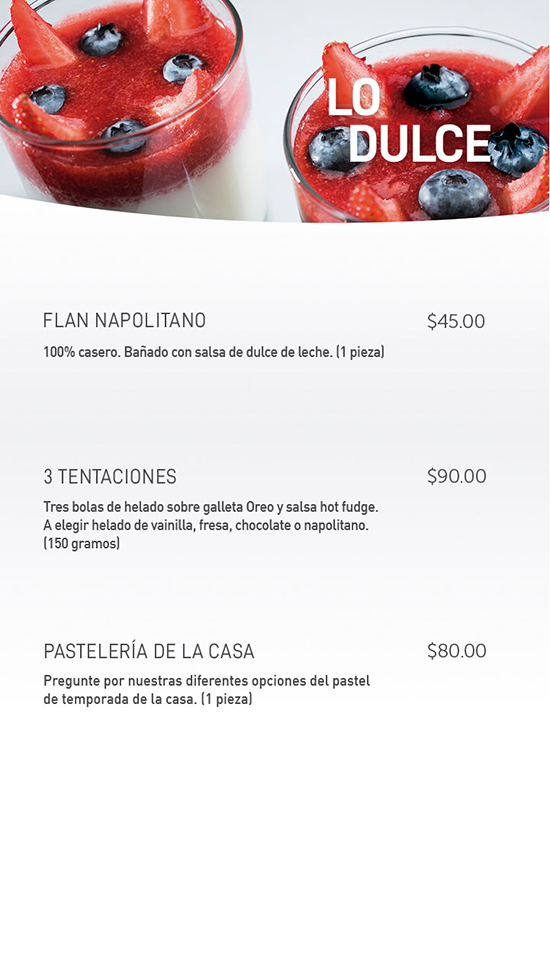 LO
DULCE
FLAN NAPOLITANO $45.00
100% casero. Bañado con salsa de dulce de leche. (1 pieza)
3 TENTACIONES $90.00
Tres bolas de helado sobre galleta Oreo y salsa hot fudge.
A elegir helado de vainilla, fresa, chocolate o napolitano.
(150 gramos)
PASTELERÍA DE LA CASA $80.00
Pregunte por nuestras diferentes opciones del pastel
de temporada de la casa. (1 pieza)